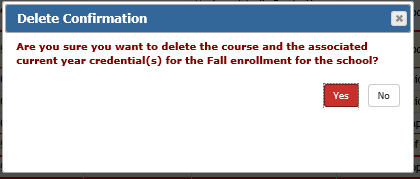 Delete Confirmation
Are you sure you want to delete the course and the associated
current year credential(s) for the Fall enrollment for the school?
Yes No